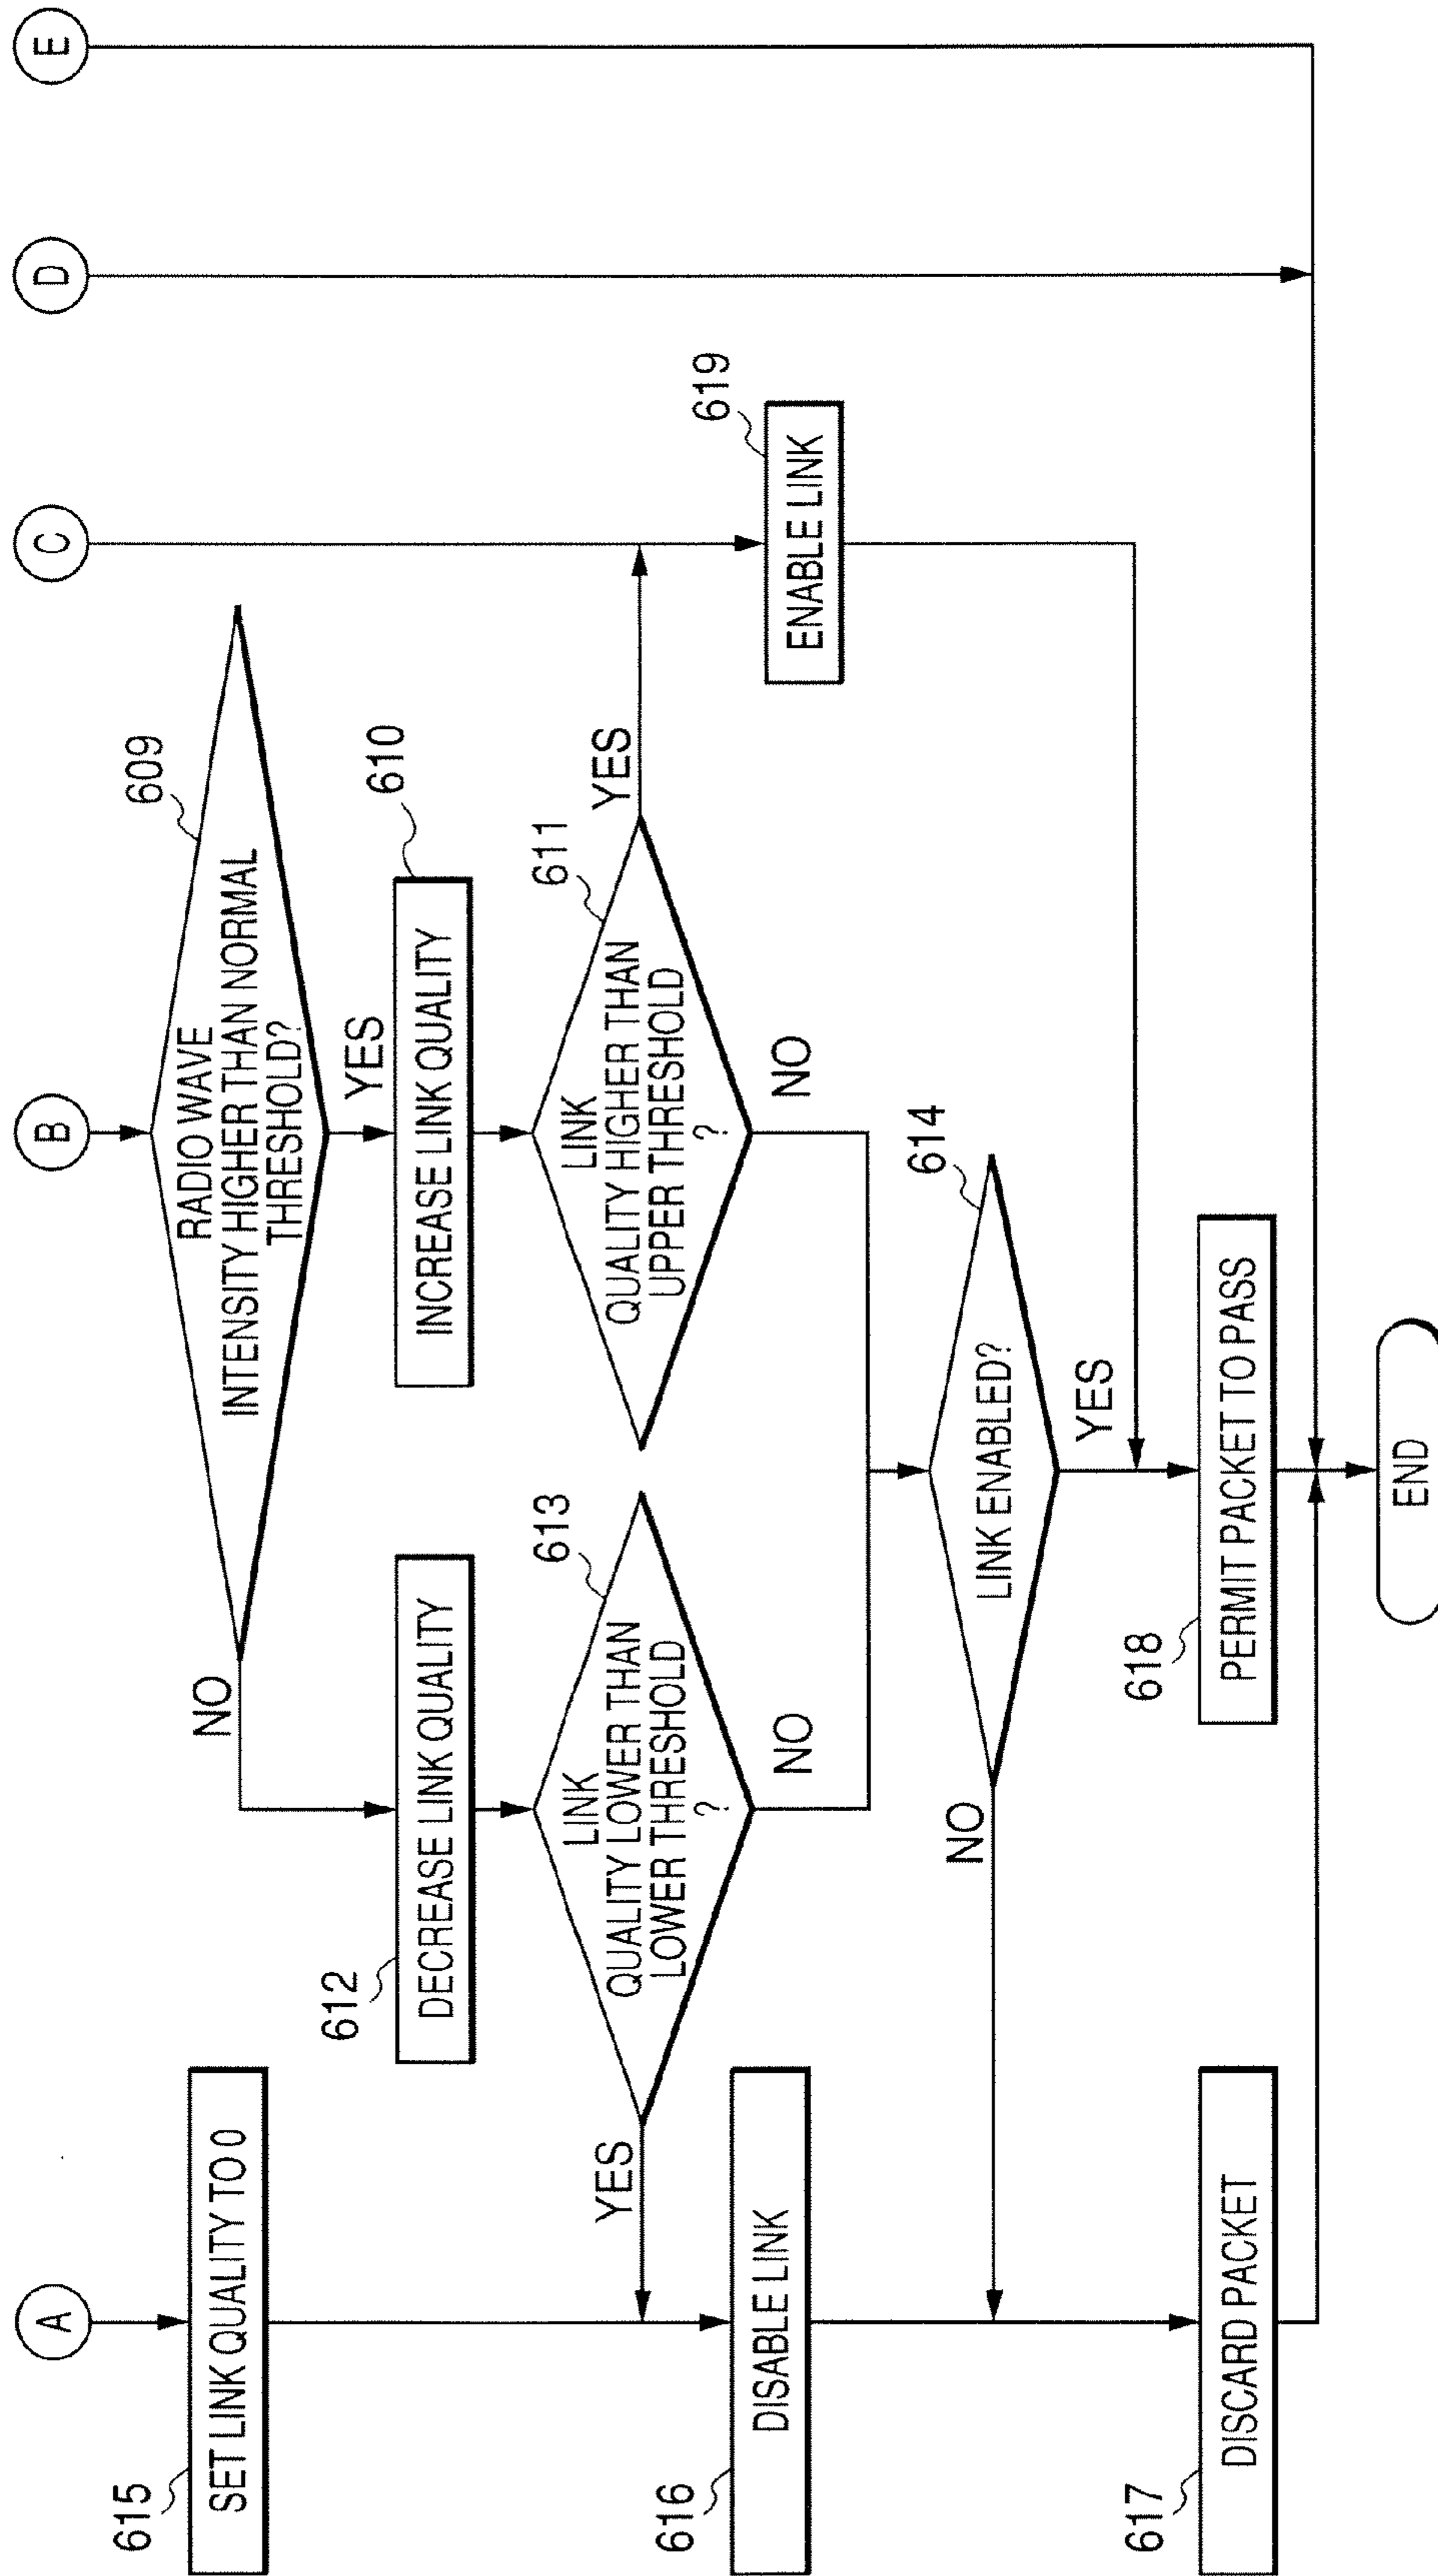 A
B
C
D
E
609
RADIO WAVE
INTENSITY HIGHER THAN NORMAL
THRESHOLD?
NO
YES
615
SET LINK QUALITY TO 0
612
DECREASE LINK QUALITY
610
INCREASE LINK QUALITY
613
LINK
QUALITY LOWER THAN
LOWER THRESHOLD
?
YES
NO
611
LINK
QUALITY HIGHER THAN
UPPER THRESHOLD
?
YES
NO
616
DISABLE LINK
619
ENABLE LINK
614
LINK ENABLED?
NO
YES
617
DISCARD PACKET
618
PERMIT PACKET TO PASS
END